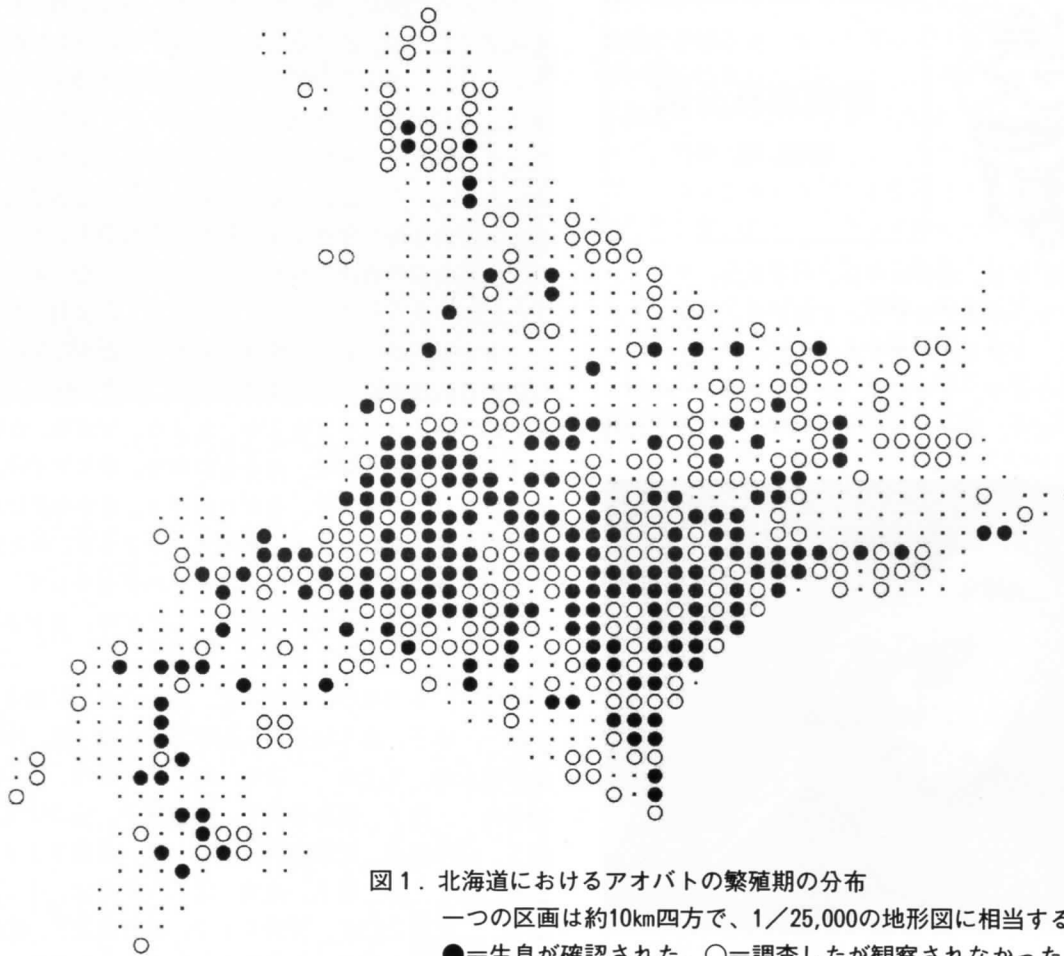 図1. 北海道におけるアオバトの繁殖期の分布
一つの区画は約10km四方で、1／25,000の地形図に相当する
●＝生息が確認された ○＝調査したが観察されなかった